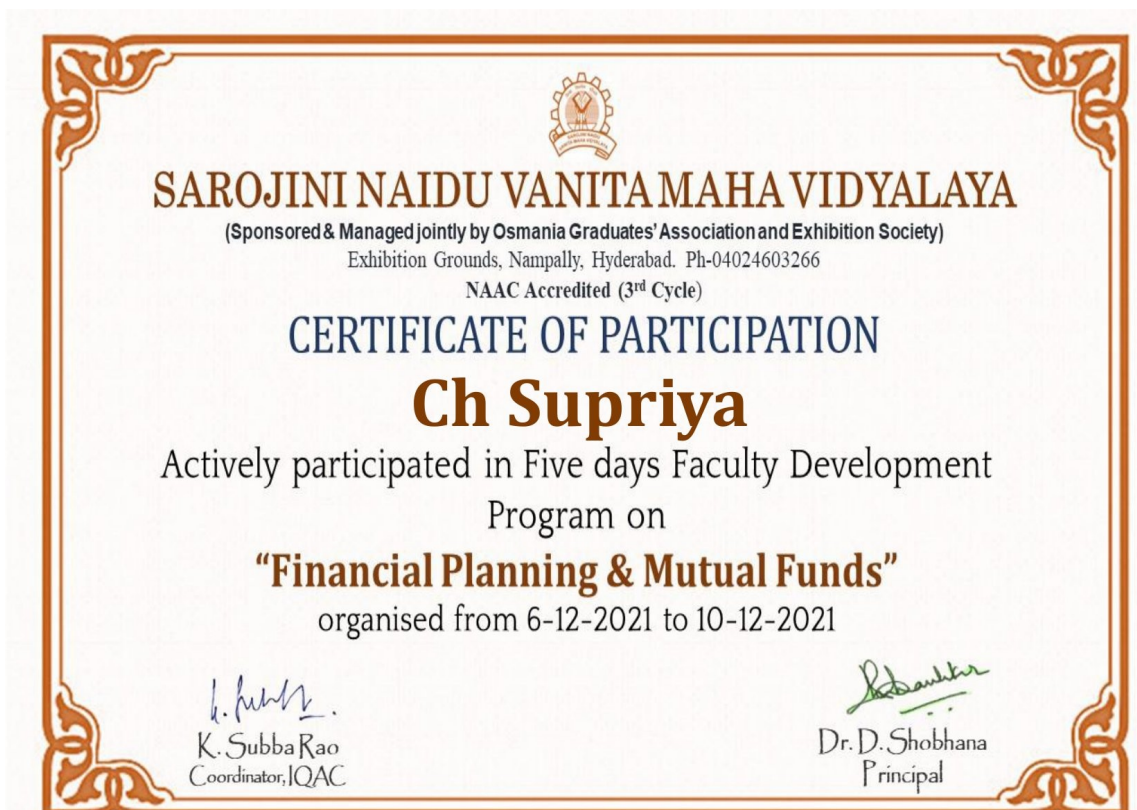 SAROJINI NAIDU VANITA MAHA VIDYALAYA
(Sponsored & Managed jointly by Osmania Graduates' Association and Exhibition Society)
Exhibition Grounds, Nampally, Hyderabad. Ph-04024603266
NAAC Accredited (3rd Cycle)
CERTIFICATE OF PARTICIPATION
Ch Supriya
Actively participated in Five days Faculty Development
Program on
“Financial Planning & Mutual Funds”
organised from 6-12-2021 to 10-12-2021
K. Subba Rao
Coordinator, IQAC
Dr. D. Shobhana
Principal